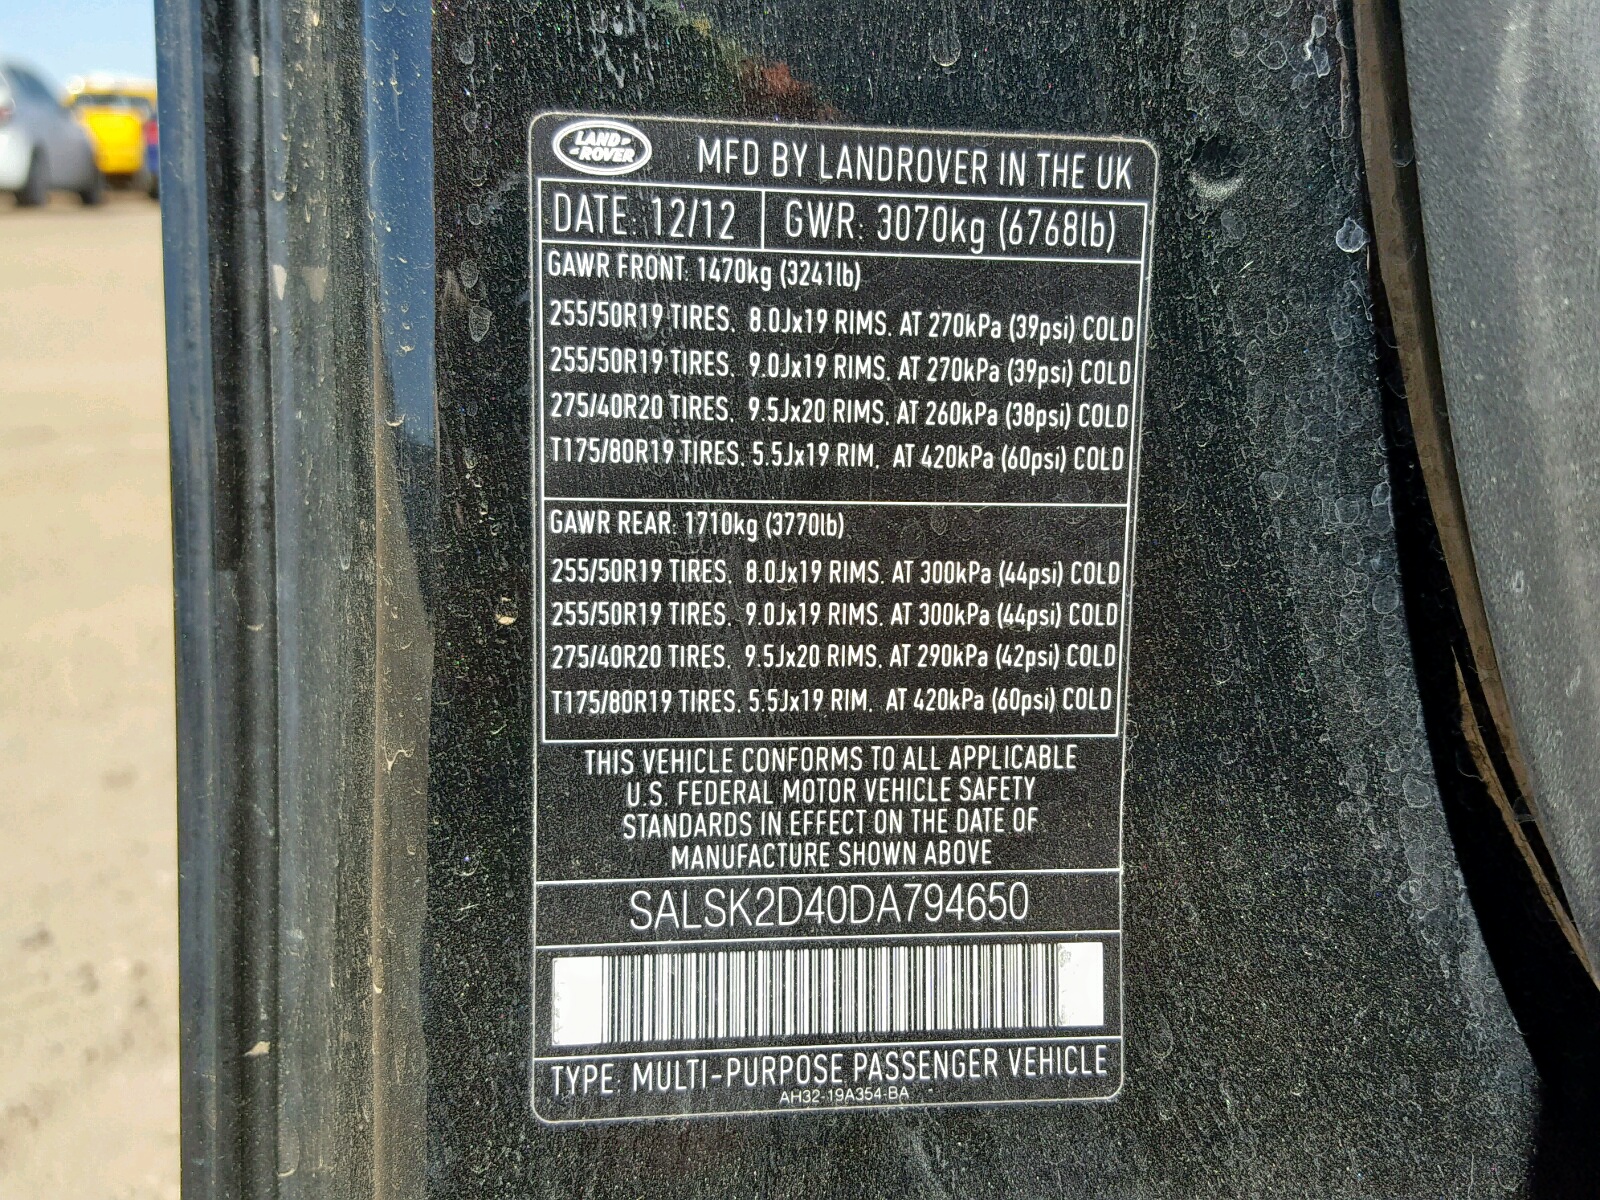 LAND ROVER
MFD BY LANDROVER IN THE UK
DATE: 12/12 GWR: 3070kg (6768lb)
GAWR FRONT: 1470kg (3241lb)
255/50R19 TIRES. 8.0Jx19 RIMS. AT 270kPa (39psi) COLD
255/50R19 TIRES. 9.0Jx19 RIMS. AT 270kPa (39psi) COLD
275/40R20 TIRES. 9.5Jx20 RIMS. AT 260kPa (38psi) COLD
T175/80R19 TIRES. 5.5Jx19 RIM. AT 420kPa (60psi) COLD
GAWR REAR: 1710kg (3770lb)
255/50R19 TIRES. 8.0Jx19 RIMS. AT 300kPa (44psi) COLD
255/50R19 TIRES. 9.0Jx19 RIMS. AT 300kPa (44psi) COLD
275/40R20 TIRES. 9.5Jx20 RIMS. AT 290kPa (42psi) COLD
T175/80R19 TIRES. 5.5Jx19 RIM. AT 420kPa (60psi) COLD
THIS VEHICLE CONFORMS TO ALL APPLICABLE
U.S. FEDERAL MOTOR VEHICLE SAFETY
STANDARDS IN EFFECT ON THE DATE OF
MANUFACTURE SHOWN ABOVE
SALSK2D40DA794650
TYPE: MULTI-PURPOSE PASSENGER VEHICLE
AH32-19A354-BA